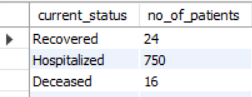 current_status no_of_patients
Recovered 24
Hospitalized 750
Deceased 16